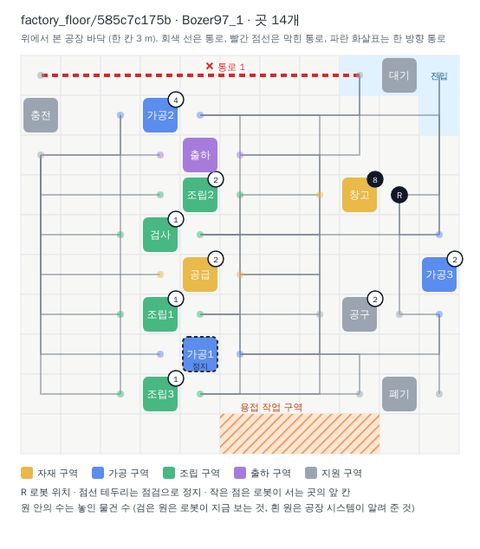 factory_floor/585c7c175b · Bozer97_1 · 곳 14개
위에서 본 공장 바닥 (한 칸 3 m). 회색 선은 통로, 빨간 점선은 막힌 통로, 파란 화살표는 한 방향 통로
✕ 통로 1
대기
진입
충전
가공2
4
출하
조립2
2
창고
8
R
검사
1
공급
2
가공3
2
조립1
1
공구
2
가공1
정지
조립3
1
폐기
용접 작업 구역
자재 구역 가공 구역 조립 구역 출하 구역 지원 구역
R 로봇 위치 · 점선 테두리는 점검으로 정지 · 작은 점은 로봇이 서는 곳의 앞 칸
원 안의 수는 놓인 물건 수 (검은 원은 로봇이 지금 보는 것, 흰 원은 공장 시스템이 알려 준 것)